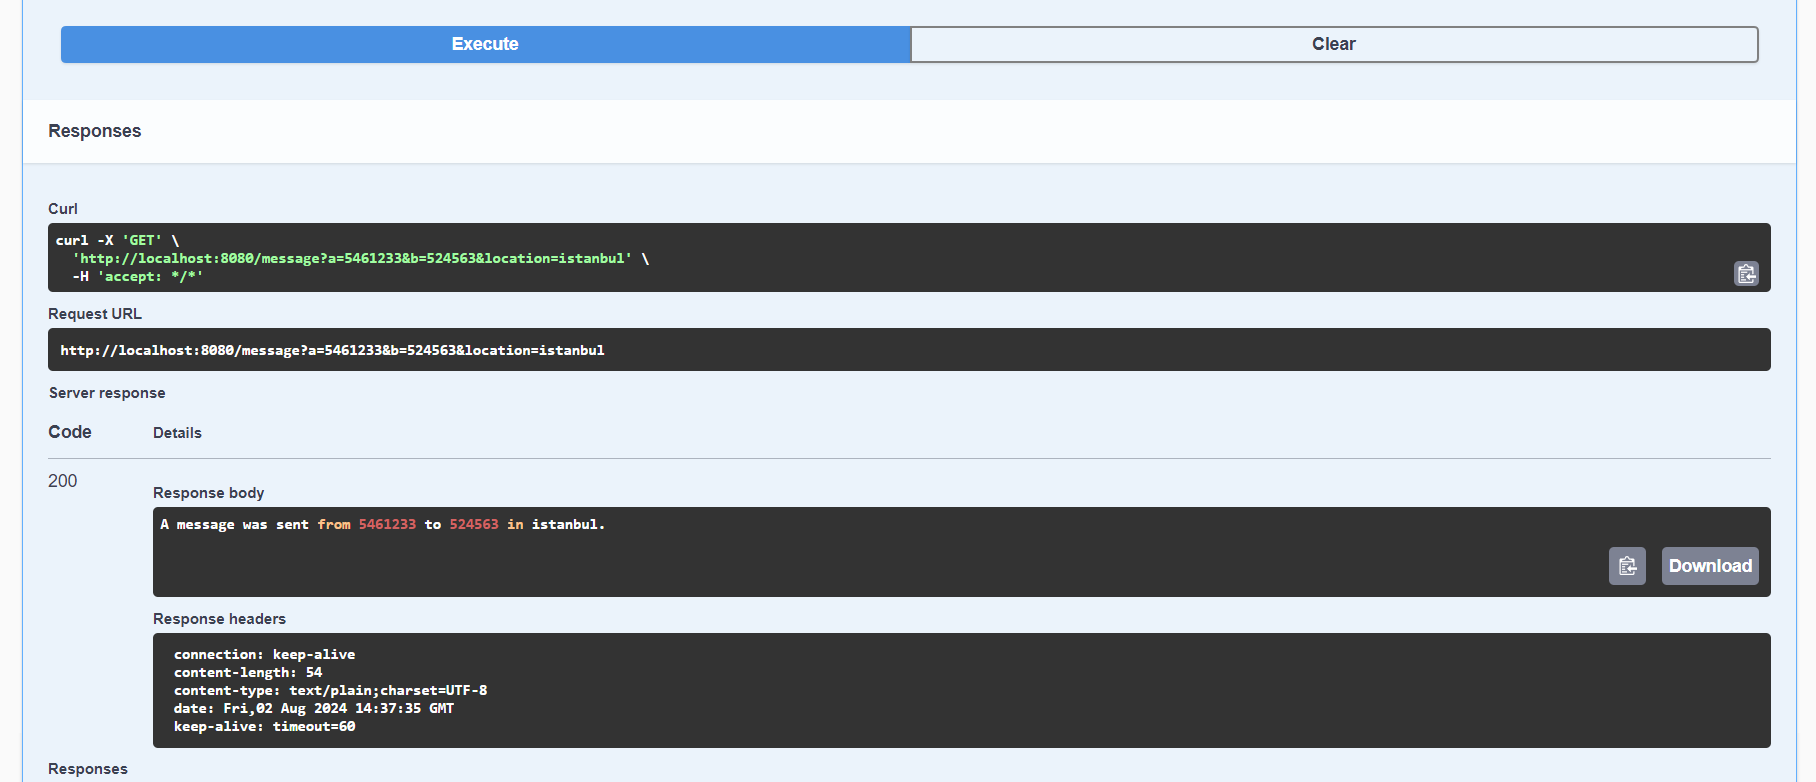 Execute
Clear
Responses
Curl
curl -X 'GET' \
'http://localhost:8080/message?a=5461233&b=524563&location=istanbul' \
-H 'accept: */*'
Request URL
http://localhost:8080/message?a=5461233&b=524563&location=istanbul
Server response
Code Details
200
Response body
A message was sent from 5461233 to 524563 in istanbul.
Download
Response headers
connection: keep-alive
content-length: 54
content-type: text/plain;charset=UTF-8
date: Fri,02 Aug 2024 14:37:35 GMT
keep-alive: timeout=60
Responses